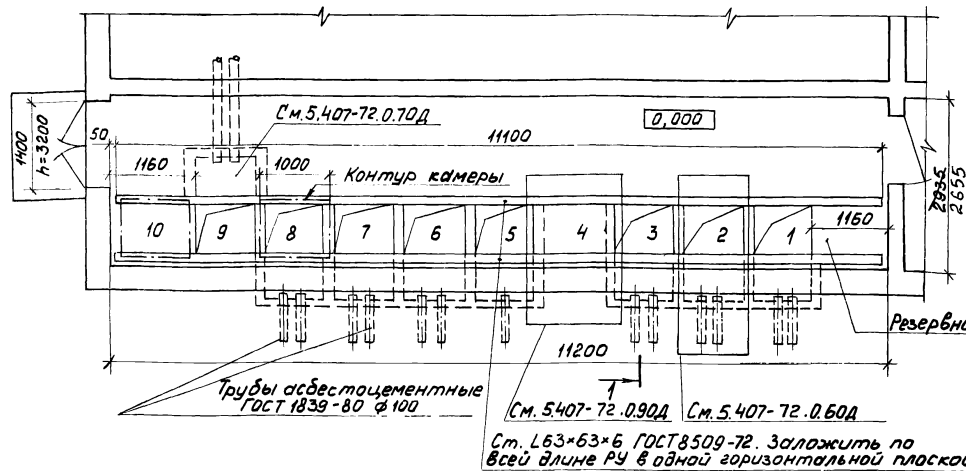 См.5.407-72.0.70Д
0,000
1400
h=3200
50
11100
1160
1000
Контур камеры
2935
2655
1160
10
9
8
7
6
5
4
3
2
1
Резервно
11200
Трубы асбестоцементные
ГОСТ 1839-80 ф100
1
См.5.407-72.0.90Д
См.5.407-72.0.60Д
Ст. L63×63×6 ГОСТ8509-72. Заложить по
всей длине РУ в одной горизонтальной плоскос